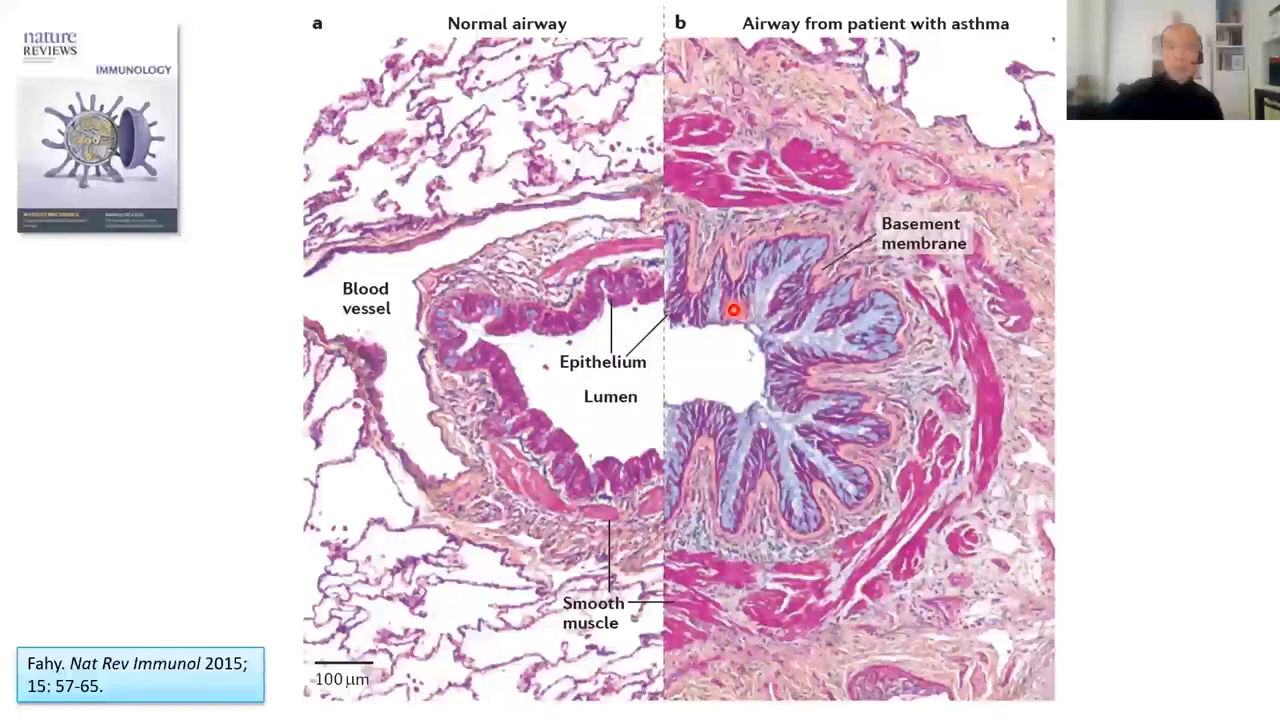 nature
REVIEWS
IMMUNOLOGY
a
Normal airway
b
Airway from patient with asthma
Basement
membrane
Blood
vessel
Epithelium
Lumen
Smooth
muscle
100 μm
Fahy. Nat Rev Immunol 2015;
15: 57-65.